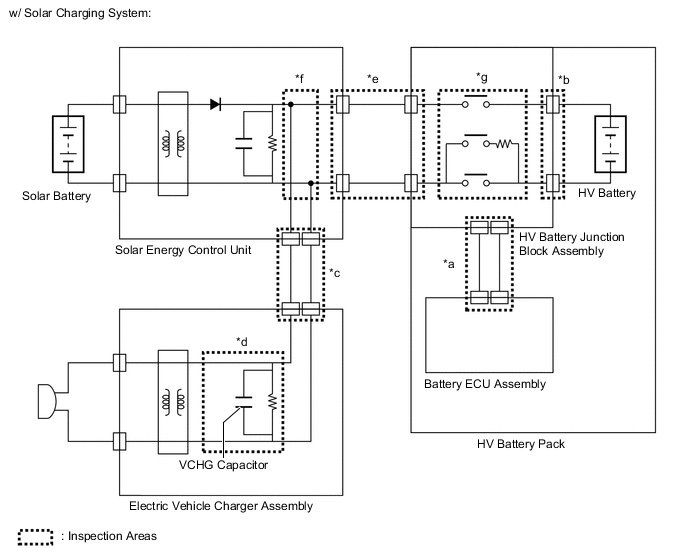 w/ Solar Charging System:
*f
*e
*g
*b
Solar Battery
HV Battery
Solar Energy Control Unit
HV Battery Junction
Block Assembly
*c
*a
*d
Battery ECU Assembly
VCHG Capacitor
HV Battery Pack
Electric Vehicle Charger Assembly
: Inspection Areas